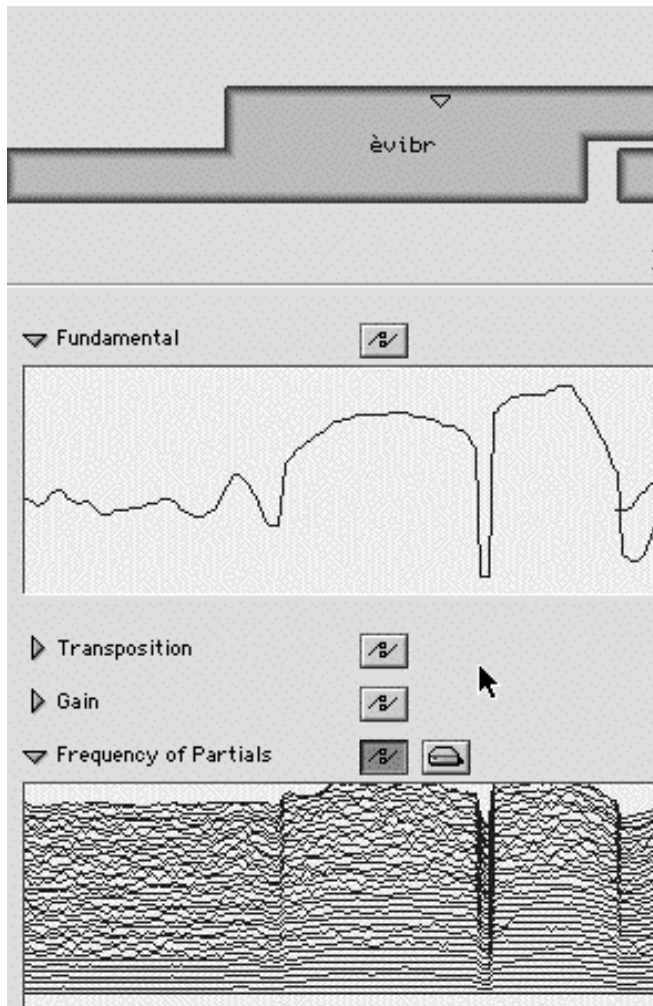 èvibr
Fundamental
Transposition
Gain
Frequency of Partials